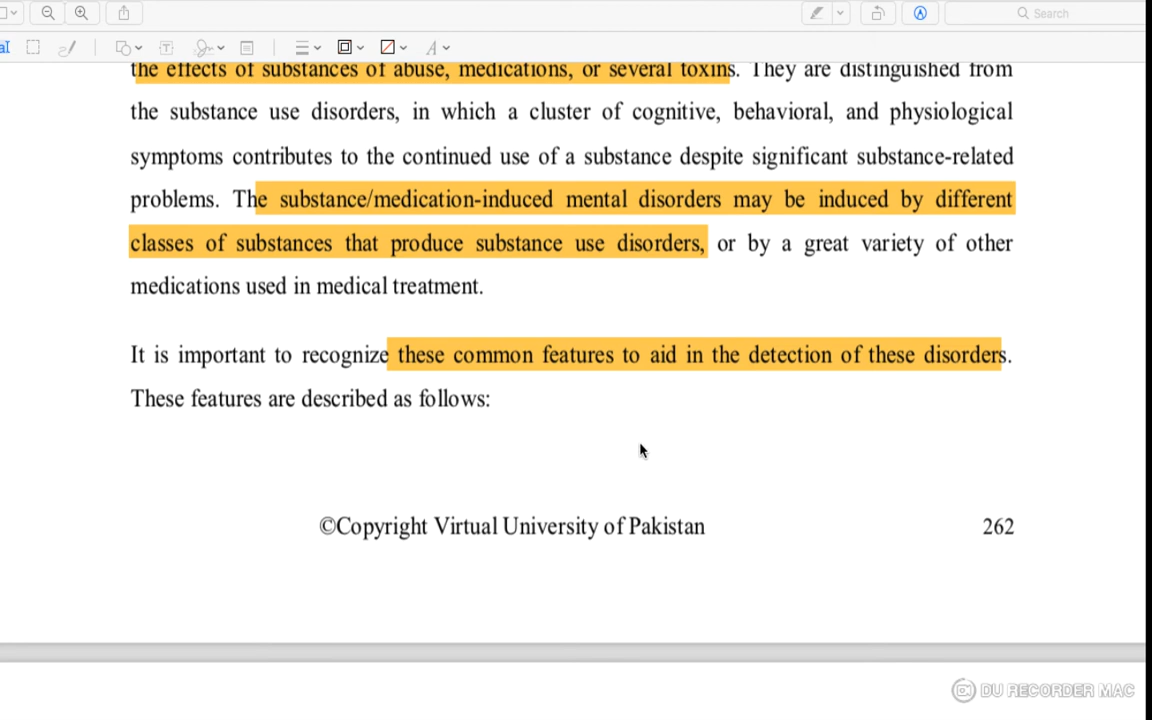 Search
the effects of substances of abuse, medications, or several toxins. They are distinguished from
the substance use disorders, in which a cluster of cognitive, behavioral, and physiological
symptoms contributes to the continued use of a substance despite significant substance-related
problems. The substance/medication-induced mental disorders may be induced by different
classes of substances that produce substance use disorders, or by a great variety of other
medications used in medical treatment.
It is important to recognize these common features to aid in the detection of these disorders.
These features are described as follows:
©Copyright Virtual University of Pakistan 262
DU RECORDER MAC